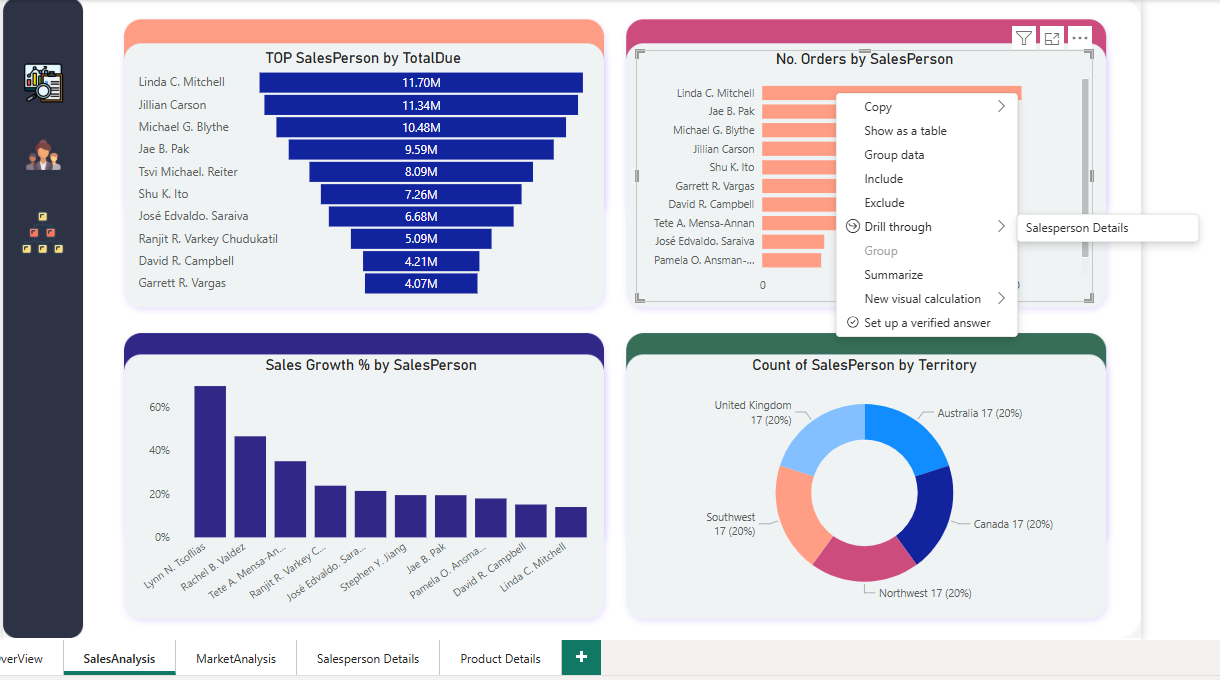 TOP SalesPerson by TotalDue
Linda C. Mitchell 11.70M
Jillian Carson 11.34M
Michael G. Blythe 10.48M
Jae B. Pak 9.59M
Tsvi Michael. Reiter 8.09M
Shu K. Ito 7.26M
José Edvaldo. Saraiva 6.68M
Ranjit R. Varkey Chudukatil 5.09M
David R. Campbell 4.21M
Garrett R. Vargas 4.07M
No. Orders by SalesPerson
Linda C. Mitchell
Jae B. Pak
Michael G. Blythe
Jillian Carson
Shu K. Ito
Garrett R. Vargas
David R. Campbell
Tete A. Mensa-Annan
José Edvaldo. Saraiva
Pamela O. Ansman-...
0
Copy
Show as a table
Group data
Include
Exclude
Drill through
Group
Summarize
New visual calculation
Set up a verified answer
Salesperson Details
Sales Growth % by SalesPerson
60%
40%
20%
0%
Lynn N. Tsoflias
Rachel B. Valdez
Tete A. Mensa-An...
Ranjit R. Varkey C...
José Edvaldo. Sara...
Stephen Y. Jiang
Jae B. Pak
Pamela O. Ansma...
David R. Campbell
Linda C. Mitchell
Count of SalesPerson by Territory
United Kingdom
17 (20%)
Australia 17 (20%)
Southwest
17 (20%)
Canada 17 (20%)
Northwest 17 (20%)
verView
SalesAnalysis
MarketAnalysis
Salesperson Details
Product Details
+